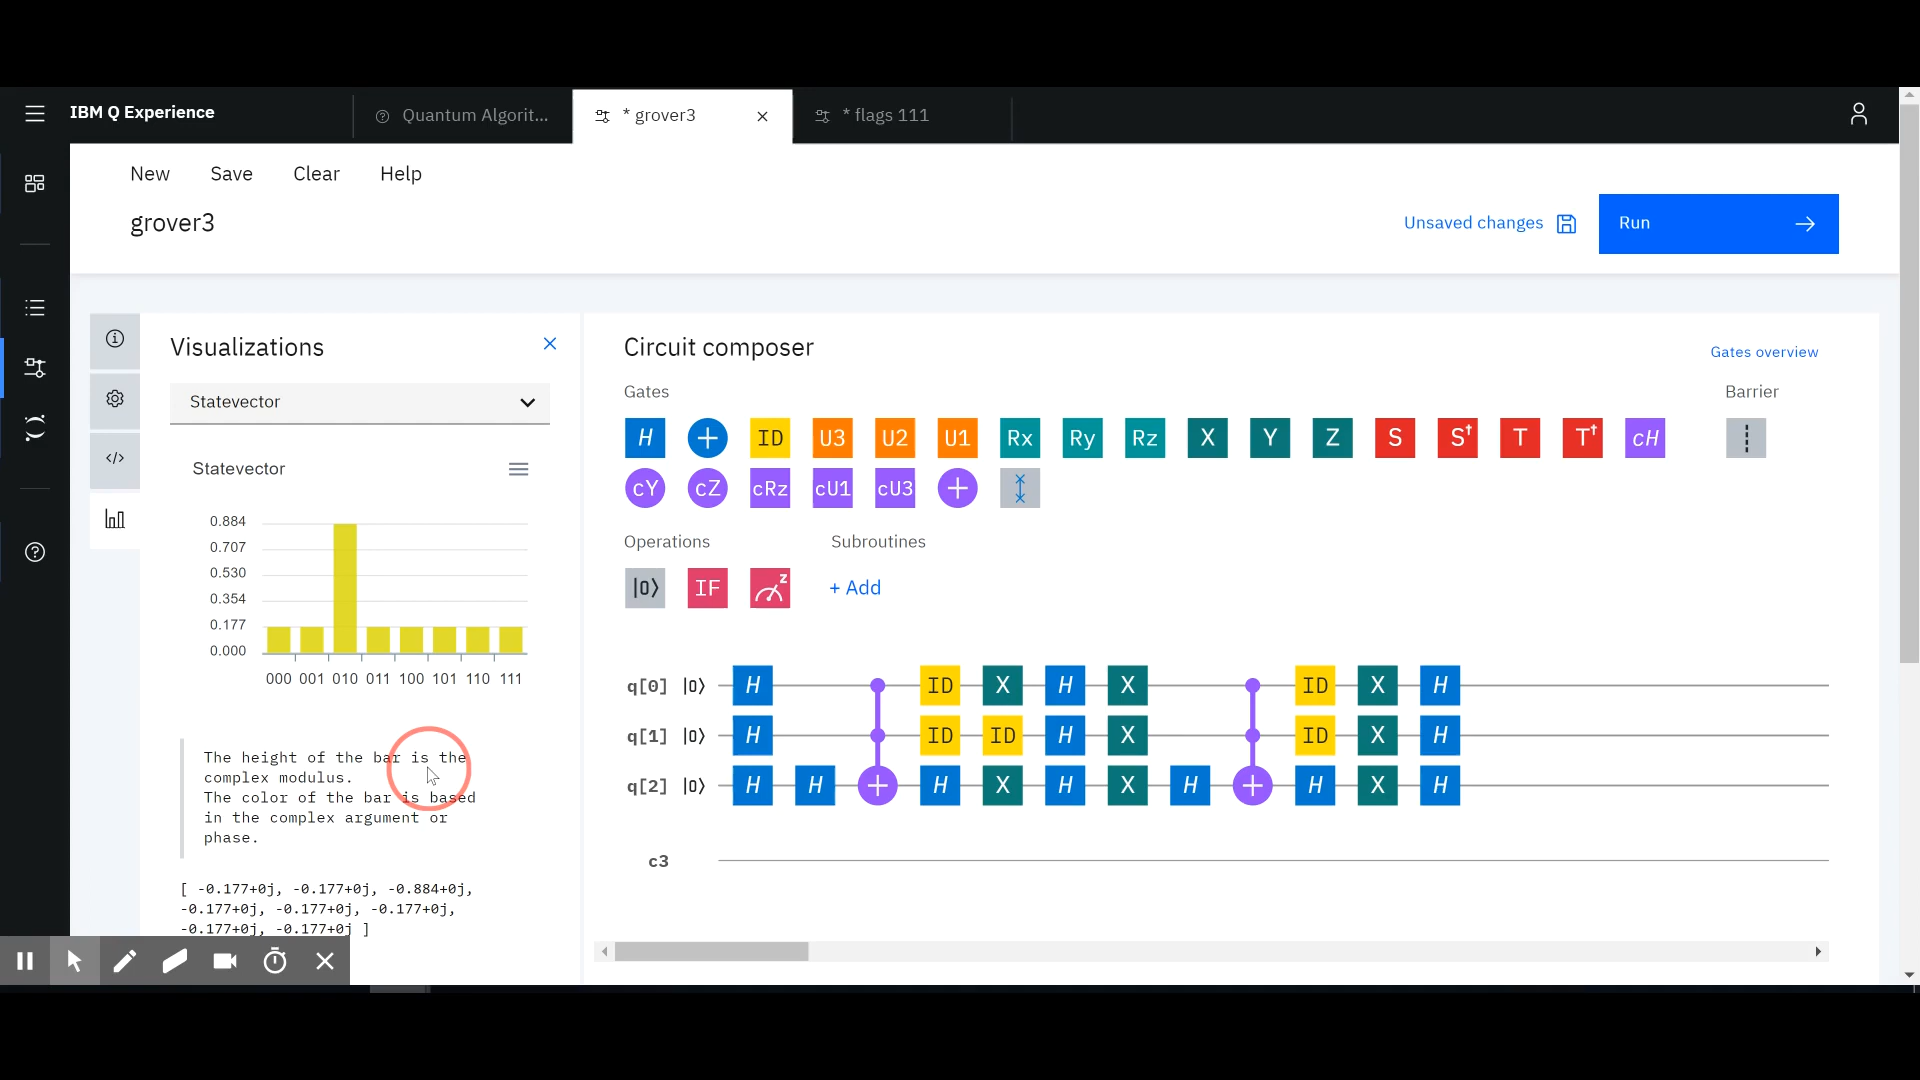 IBM Q Experience
Quantum Algorit...
* grover3
* flags 111
New Save Clear Help
grover3
Unsaved changes
Run
Visualizations
Statevector
Statevector
0.884
0.707
0.530
0.354
0.177
0.000
000 001 010 011 100 101 110 111
The height of the bar is the
complex modulus.
The color of the bar is based
in the complex argument or
phase.
[ -0.177+0j, -0.177+0j, -0.884+0j,
-0.177+0j, -0.177+0j, -0.177+0j,
-0.177+0j, -0.177+0j ]
Circuit composer
Gates overview
Gates
Barrier
H ID U3 U2 U1 Rx Ry Rz X Y Z S S† T T† cH
cY cZ cRz cU1 cU3
Operations
Subroutines
|0⟩ IF z
+ Add
q[0] |0⟩ H ID X H X ID X H
q[1] |0⟩ H ID ID H X ID X H
q[2] |0⟩ H H H X H X H H X H
c3